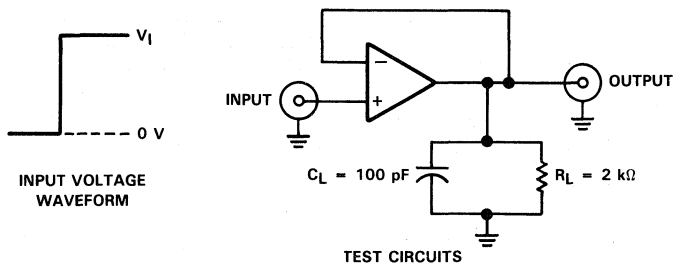 VI
0 V
INPUT VOLTAGE
WAVEFORM
INPUT
−
+
OUTPUT
CL = 100 pF
RL = 2 kΩ
TEST CIRCUITS